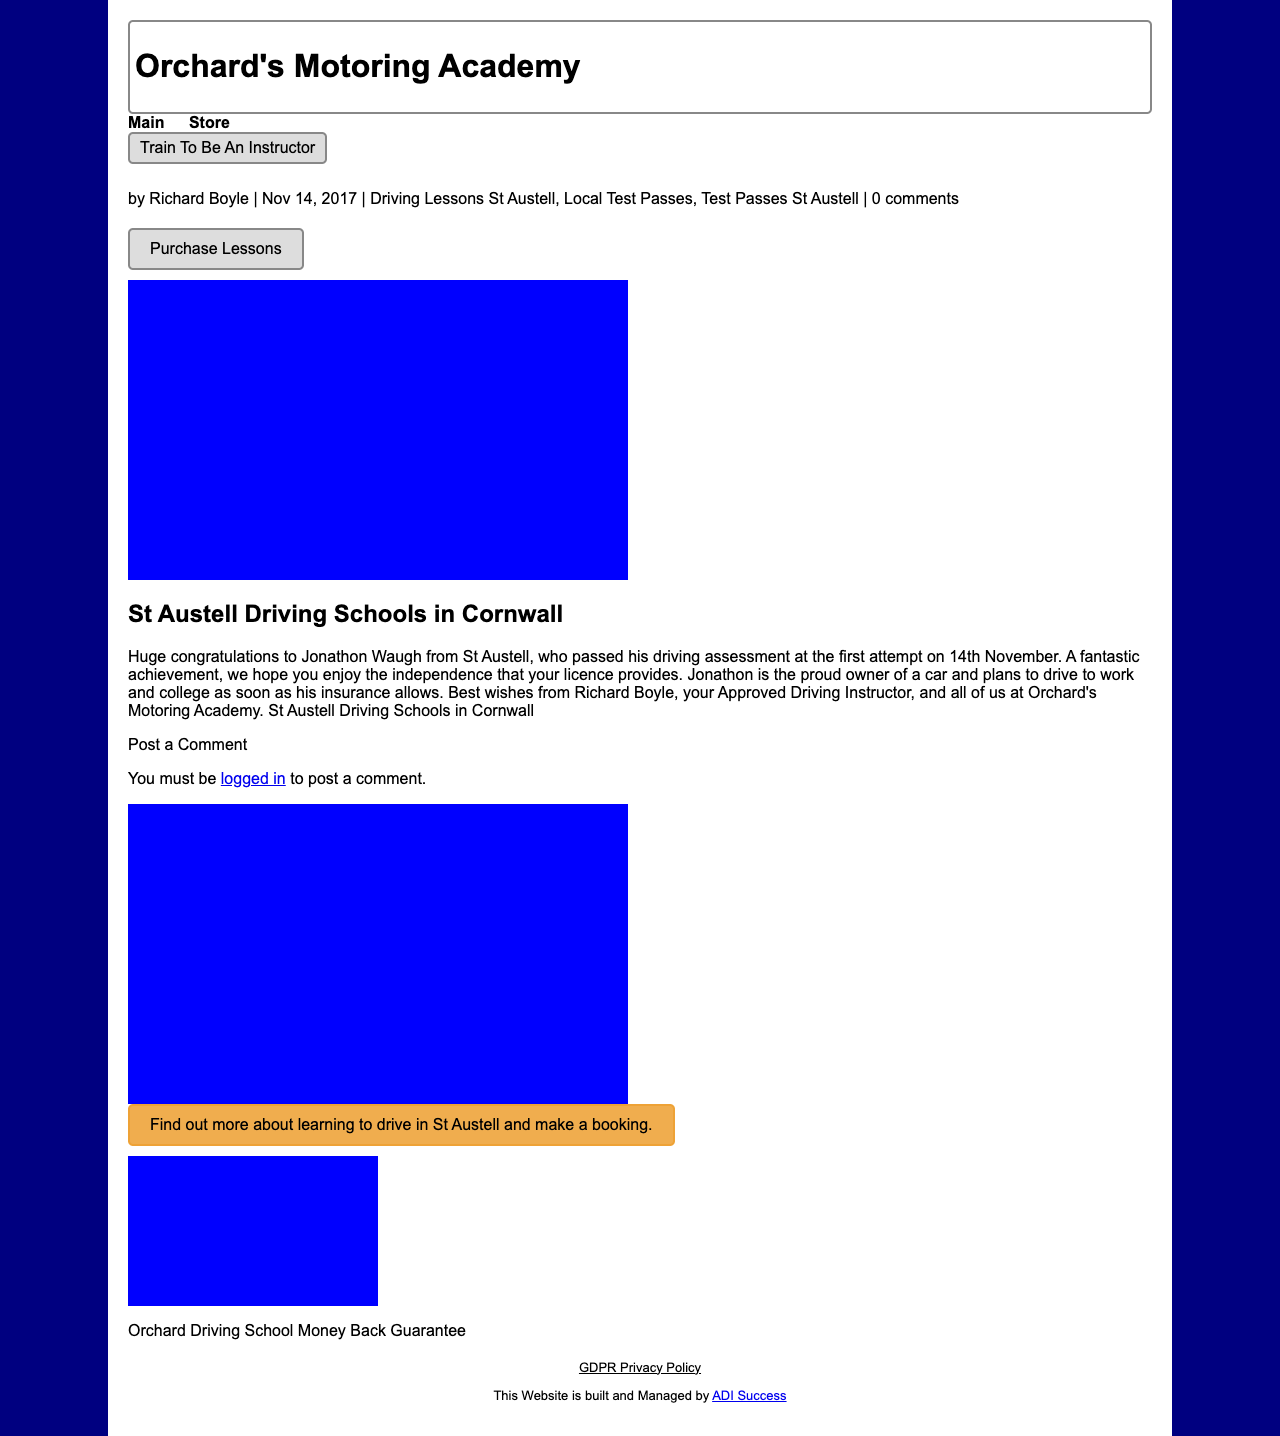 Orchard's Motoring Academy
Main Store
Train To Be An Instructor
by Richard Boyle | Nov 14, 2017 | Driving Lessons St Austell, Local Test Passes, Test Passes St Austell | 0 comments
Purchase Lessons
St Austell Driving Schools in Cornwall
Huge congratulations to Jonathon Waugh from St Austell, who passed his driving assessment at the first attempt on 14th November. A fantastic
achievement, we hope you enjoy the independence that your licence provides. Jonathon is the proud owner of a car and plans to drive to work
and college as soon as his insurance allows. Best wishes from Richard Boyle, your Approved Driving Instructor, and all of us at Orchard's
Motoring Academy. St Austell Driving Schools in Cornwall
Post a Comment
You must be logged in to post a comment.
Find out more about learning to drive in St Austell and make a booking.
Orchard Driving School Money Back Guarantee
GDPR Privacy Policy
This Website is built and Managed by ADI Success